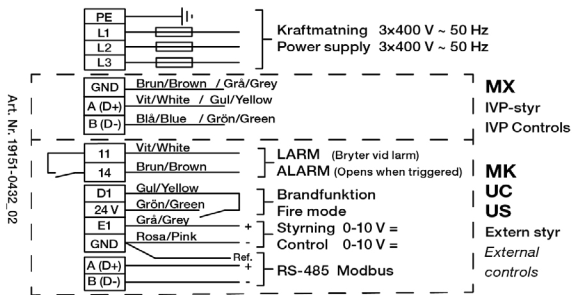 PE
L1
L2
L3
Kraftmatning 3×400 V ~ 50 Hz
Power supply 3×400 V ~ 50 Hz
GND Brun/Brown / Grå/Grey
A (D+) Vit/White / Gul/Yellow
B (D-) Blå/Blue / Grön/Green
MX
IVP-styr
IVP Controls
Art. Nr. 19151-0432_02
11 Vit/White
14 Brun/Brown
LARM (Bryter vid larm)
ALARM (Opens when triggered)
D1 Gul/Yellow
24 V Grön/Green
Brandfunktion
Fire mode
E1 Grå/Grey +
GND Rosa/Pink -
Styrning 0-10 V =
Control 0-10 V =
Ref.
A (D+) +
B (D-) -
RS-485 Modbus
MK
UC
US
Extern styr
External
controls